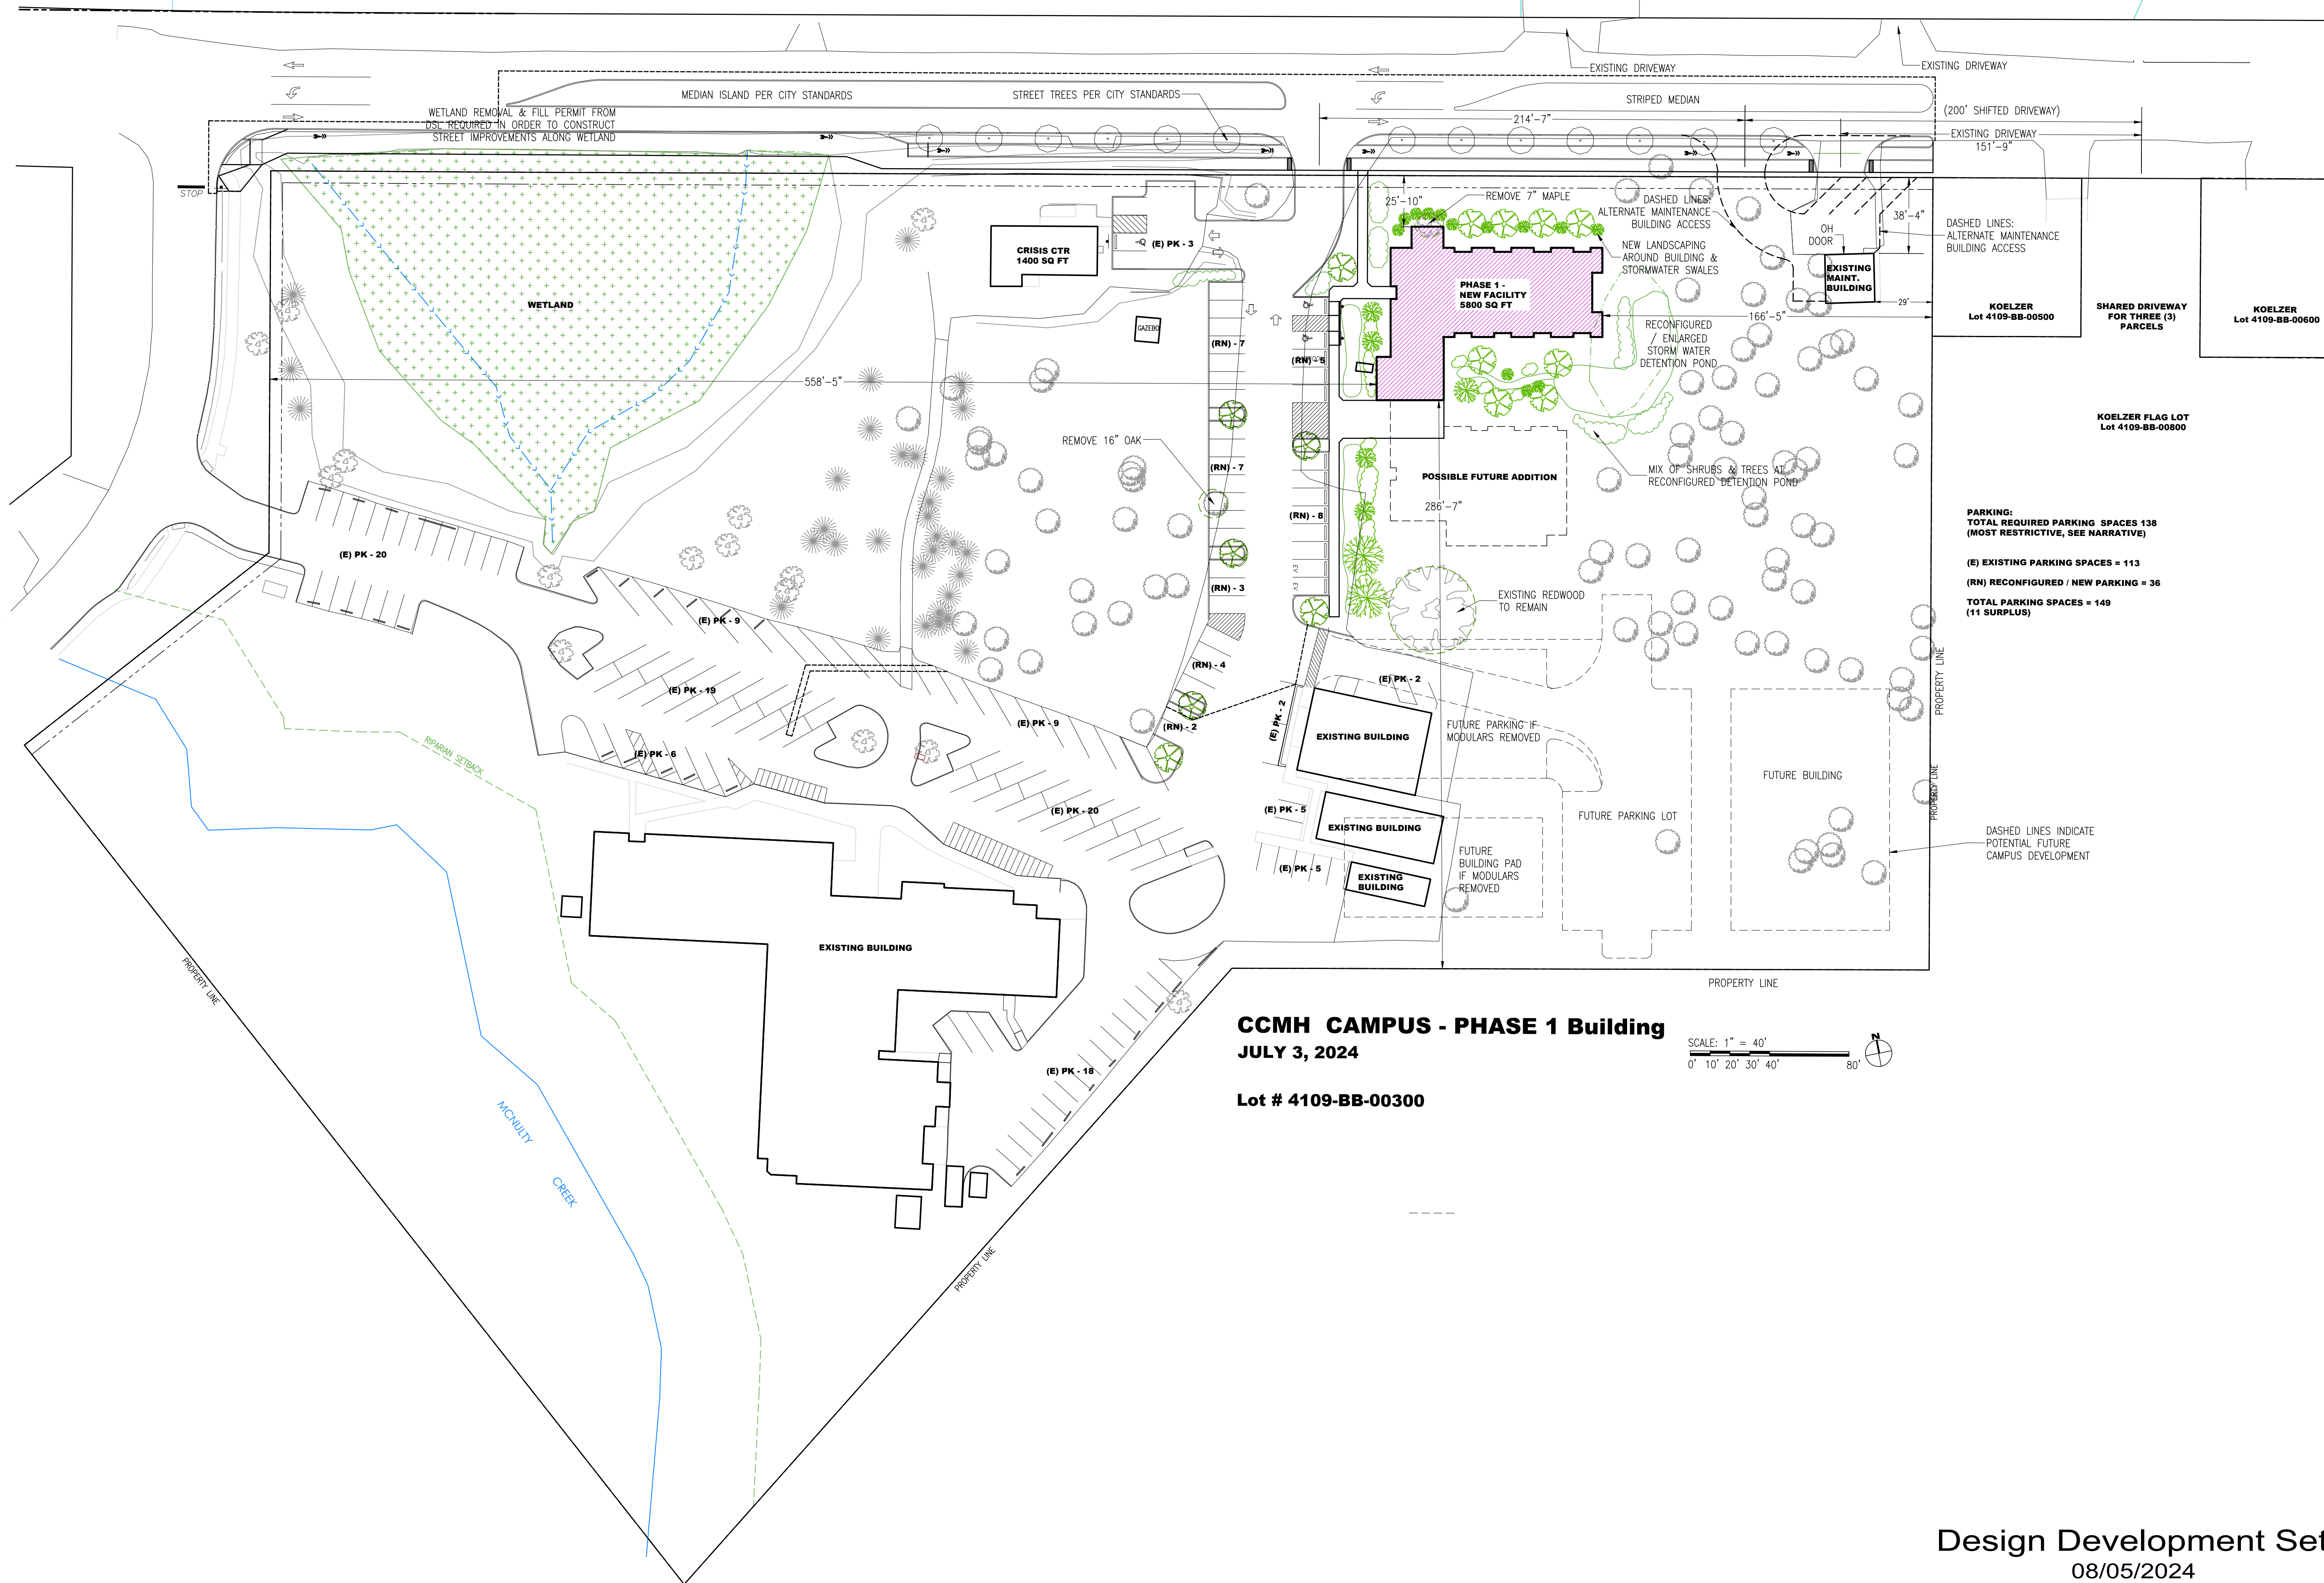 EXISTING DRIVEWAY
EXISTING DRIVEWAY
MEDIAN ISLAND PER CITY STANDARDS
STREET TREES PER CITY STANDARDS
STRIPED MEDIAN
(200' SHIFTED DRIVEWAY)
WETLAND REMOVAL & FILL PERMIT FROM
DSL REQUIRED IN ORDER TO CONSTRUCT
STREET IMPROVEMENTS ALONG WETLAND
214'-7"
EXISTING DRIVEWAY
151'-9"
STOP
25'-10"
REMOVE 7" MAPLE
DASHED LINES:
ALTERNATE MAINTENANCE
BUILDING ACCESS
38'-4"
DASHED LINES:
ALTERNATE MAINTENANCE
BUILDING ACCESS
OH
DOOR
CRISIS CTR
1400 SQ FT
(E) PK - 3
NEW LANDSCAPING
AROUND BUILDING &
STORMWATER SWALES
EXISTING
MAINT.
BUILDING
PHASE 1 -
NEW FACILITY
5800 SQ FT
29'
WETLAND
KOELZER
Lot 4109-BB-00500
SHARED DRIVEWAY
FOR THREE (3)
PARCELS
KOELZER
Lot 4109-BB-00600
166'-5"
GAZEBO
(RN) - 7
(RN) - 5
RECONFIGURED
/ ENLARGED
STORM WATER
DETENTION POND
558'-5"
KOELZER FLAG LOT
Lot 4109-BB-00800
REMOVE 16" OAK
(RN) - 7
POSSIBLE FUTURE ADDITION
MIX OF SHRUBS & TREES AT
RECONFIGURED DETENTION POND
286'-7"
(RN) - 8
PARKING:
TOTAL REQUIRED PARKING SPACES 138
(MOST RESTRICTIVE, SEE NARRATIVE)
(E) EXISTING PARKING SPACES = 113
(RN) RECONFIGURED / NEW PARKING = 36
TOTAL PARKING SPACES = 149
(11 SURPLUS)
(E) PK - 20
EV
EV
(RN) - 3
EXISTING REDWOOD
TO REMAIN
(E) PK - 9
(RN) - 4
PROPERTY LINE
(E) PK - 19
(E) PK - 2
(E) PK - 2
(E) PK - 9
(RN) - 2
FUTURE PARKING IF
MODULARS REMOVED
EXISTING BUILDING
RIPARIAN SETBACK
(E) PK - 6
FUTURE BUILDING
PROPERTY LINE
(E) PK - 20
(E) PK - 5
EXISTING BUILDING
FUTURE PARKING LOT
DASHED LINES INDICATE
POTENTIAL FUTURE
CAMPUS DEVELOPMENT
FUTURE
BUILDING PAD
IF MODULARS
REMOVED
(E) PK - 5
EXISTING
BUILDING
EXISTING BUILDING
PROPERTY LINE
PROPERTY LINE
CCMH CAMPUS - PHASE 1 Building
JULY 3, 2024
Lot # 4109-BB-00300
SCALE: 1" = 40'
0' 10' 20' 30' 40' 80'
N
(E) PK - 18
MCNULTY
CREEK
PROPERTY LINE
Design Development Set
08/05/2024